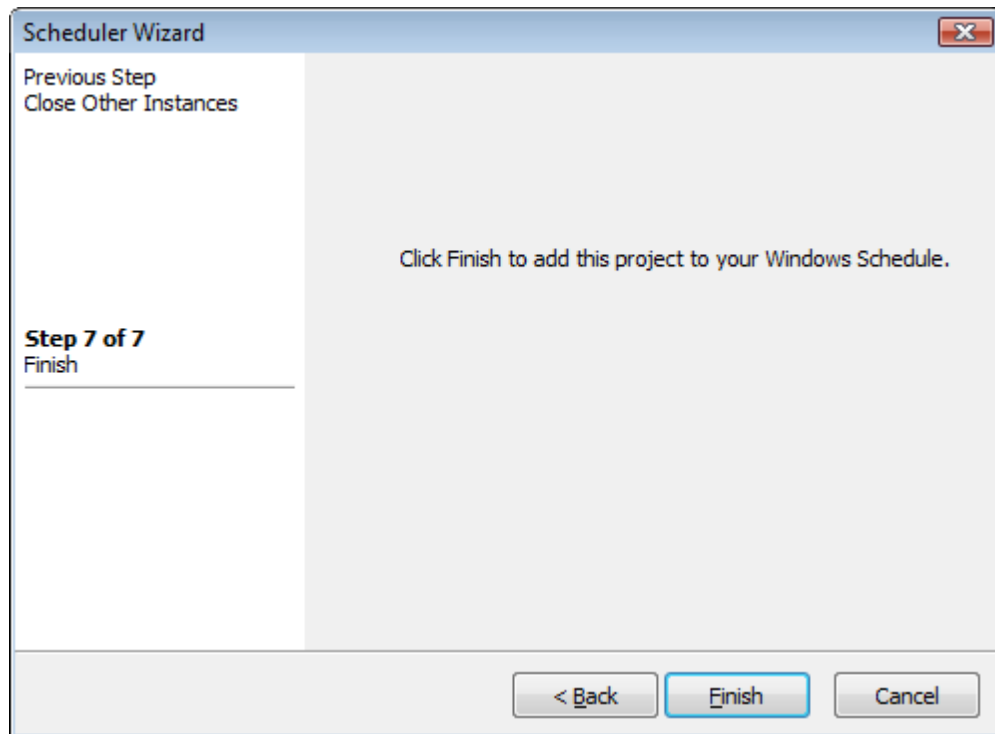 Scheduler Wizard
Previous Step
Close Other Instances
Click Finish to add this project to your Windows Schedule.
Step 7 of 7
Finish
< Back
Finish
Cancel